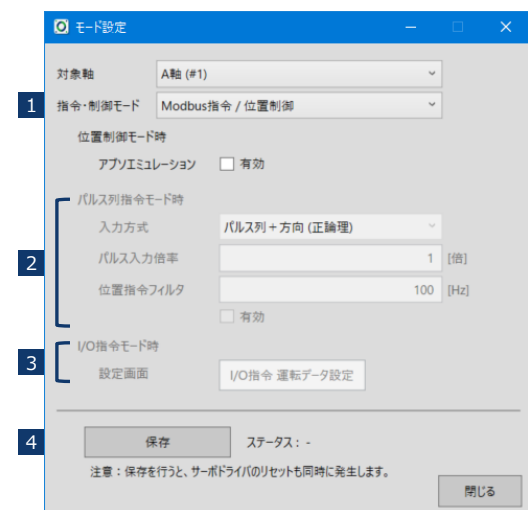 モード設定
対象軸 A軸 (#1)
1 指令・制御モード Modbus指令 / 位置制御
位置制御モード時
アブソエミュレーション 有効
パルス列指令モード時
入力方式 パルス列 + 方向 (正論理)
2 パルス入力倍率 1 [倍]
位置指令フィルタ 100 [Hz]
有効
I/O指令モード時
3 設定画面 I/O指令 運転データ設定
4 保存 ステータス : -
注意 : 保存を行うと、サーボドライバのリセットも同時に発生します。
閉じる